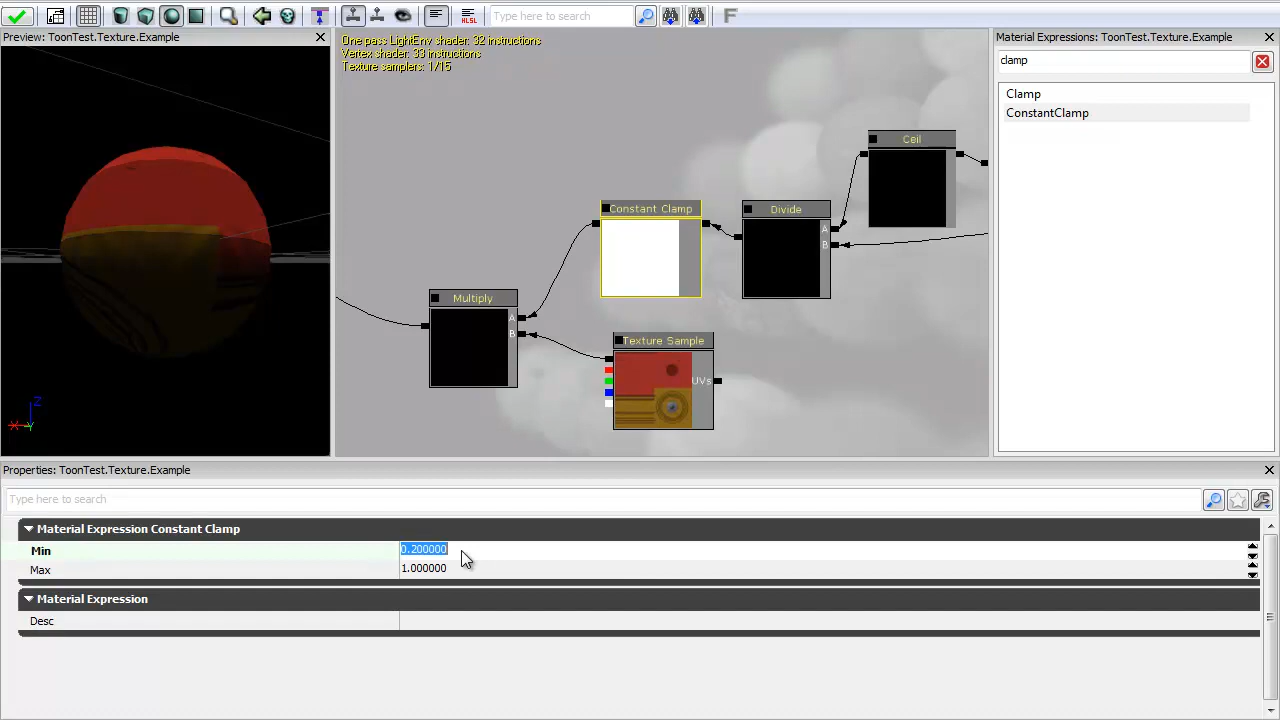 HLSL
Type here to search
F
Preview: ToonTest.Texture.Example
Material Expressions: ToonTest.Texture.Example
One pass LightEnv shader: 32 instructions
Vertex shader: 33 instructions
Texture samplers: 1/15
clamp
Clamp
ConstantClamp
Ceil
Constant Clamp
Divide
A
B
Multiply
A
B
Texture Sample
UVs
Z
X
Y
Properties: ToonTest.Texture.Example
Type here to search
Material Expression Constant Clamp
Min 0.200000
Max 1.000000
Material Expression
Desc